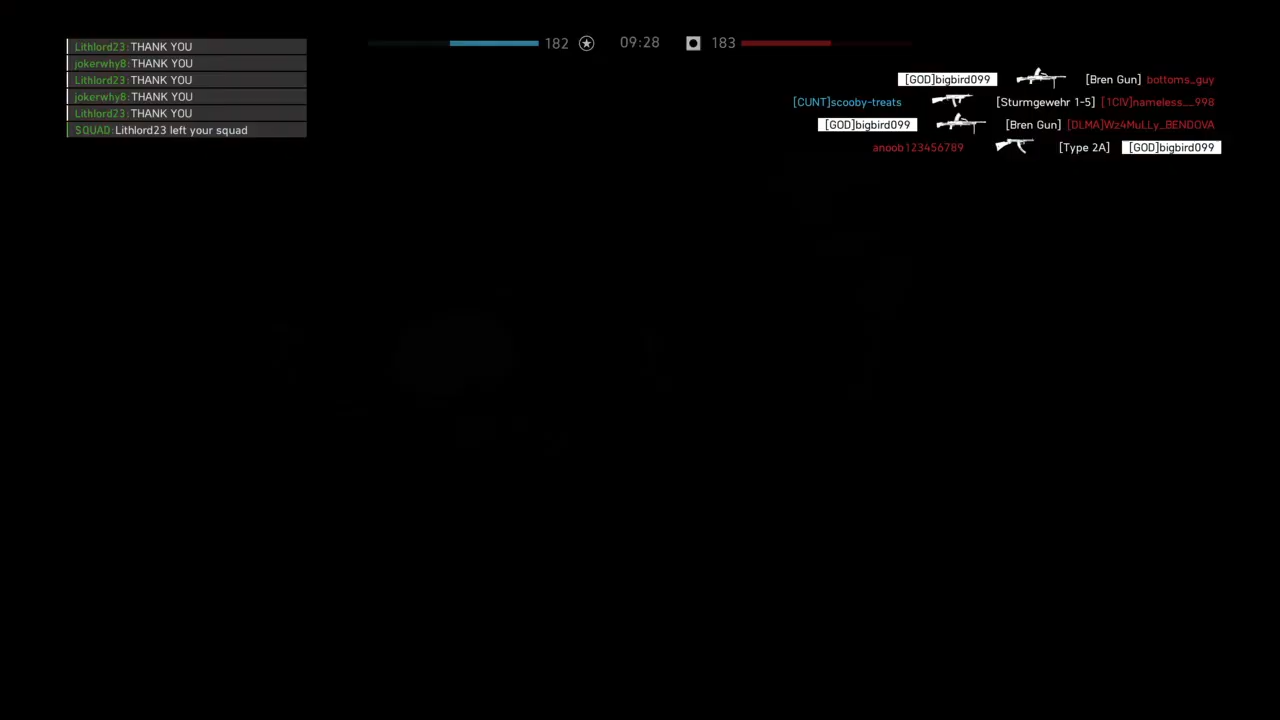 Lithlord23:THANK YOU
jokerwhy8:THANK YOU
Lithlord23:THANK YOU
jokerwhy8:THANK YOU
Lithlord23:THANK YOU
SQUAD:Lithlord23 left your squad
182 09:28 183
[GOD]bigbird099 [Bren Gun] bottoms_guy
[CUNT]scooby-treats [Sturmgewehr 1-5] [1CIV]nameless__998
[GOD]bigbird099 [Bren Gun] [DLMA]Wz4MuLLy_BENDOVA
anoob123456789 [Type 2A] [GOD]bigbird099